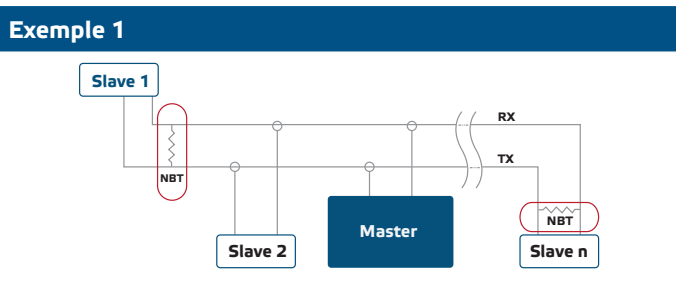 Exemple 1
Slave 1
RX
TX
NBT
NBT
Master
Slave 2
Slave n